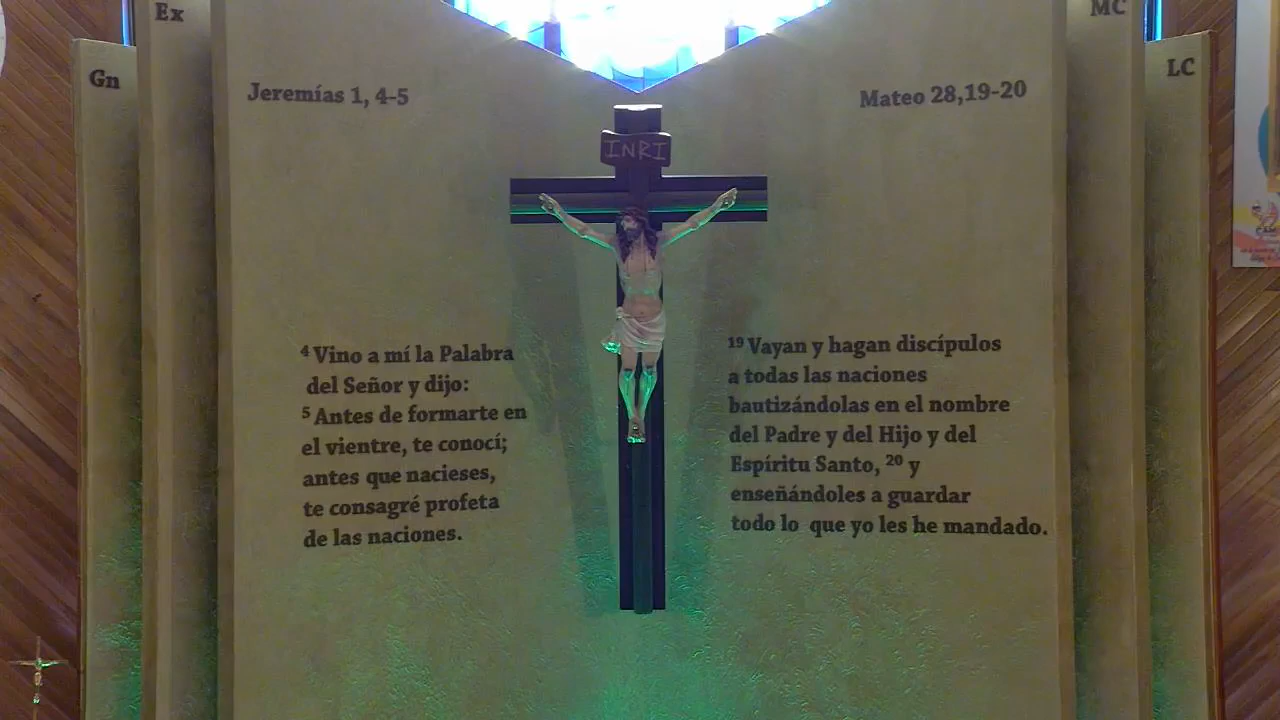 Ex
MC
Gn
LC
Jeremías 1, 4-5
Mateo 28,19-20
INRI
⁴ Vino a mí la Palabra
del Señor y dijo:
⁵ Antes de formarte en
el vientre, te conocí;
antes que nacieses,
te consagré profeta
de las naciones.
¹⁹ Vayan y hagan discípulos
a todas las naciones
bautizándolas en el nombre
del Padre y del Hijo y del
Espíritu Santo, ²⁰ y
enseñándoles a guardar
todo lo que yo les he mandado.